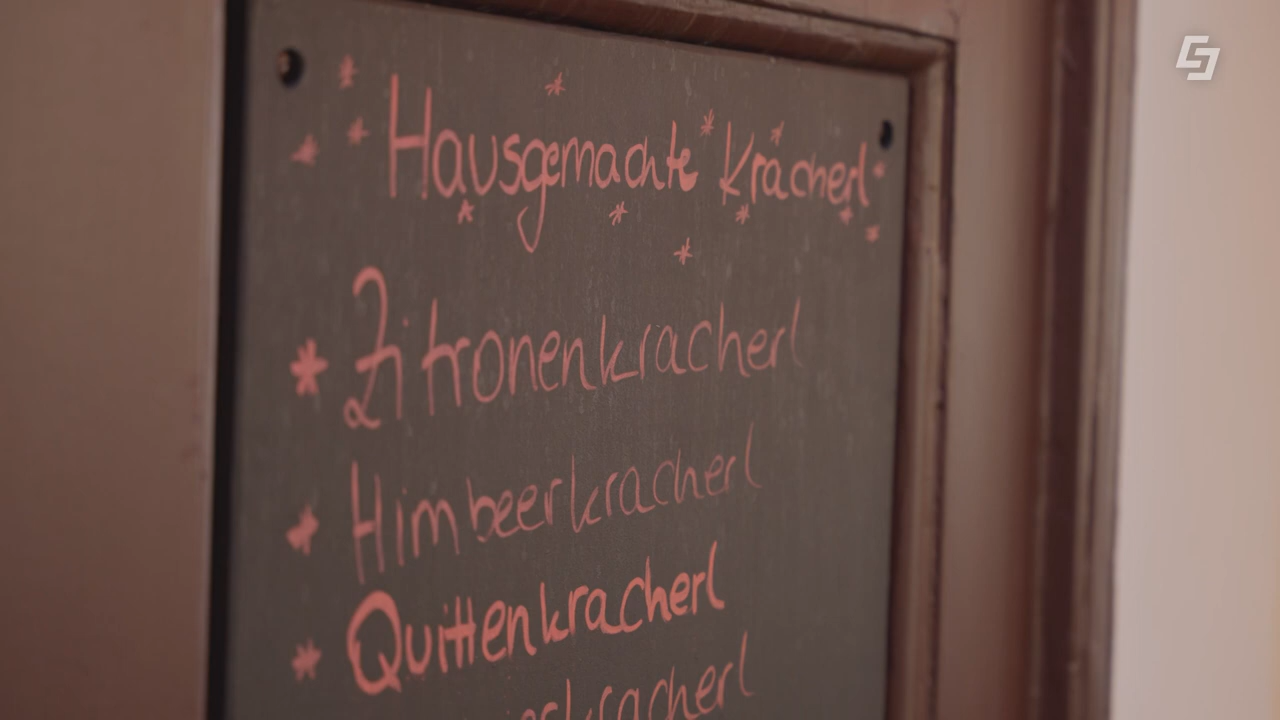 Hausgemachte Kracherl
* Zitronenkracherl
* Himbeerkracherl
* Quittenkracherl